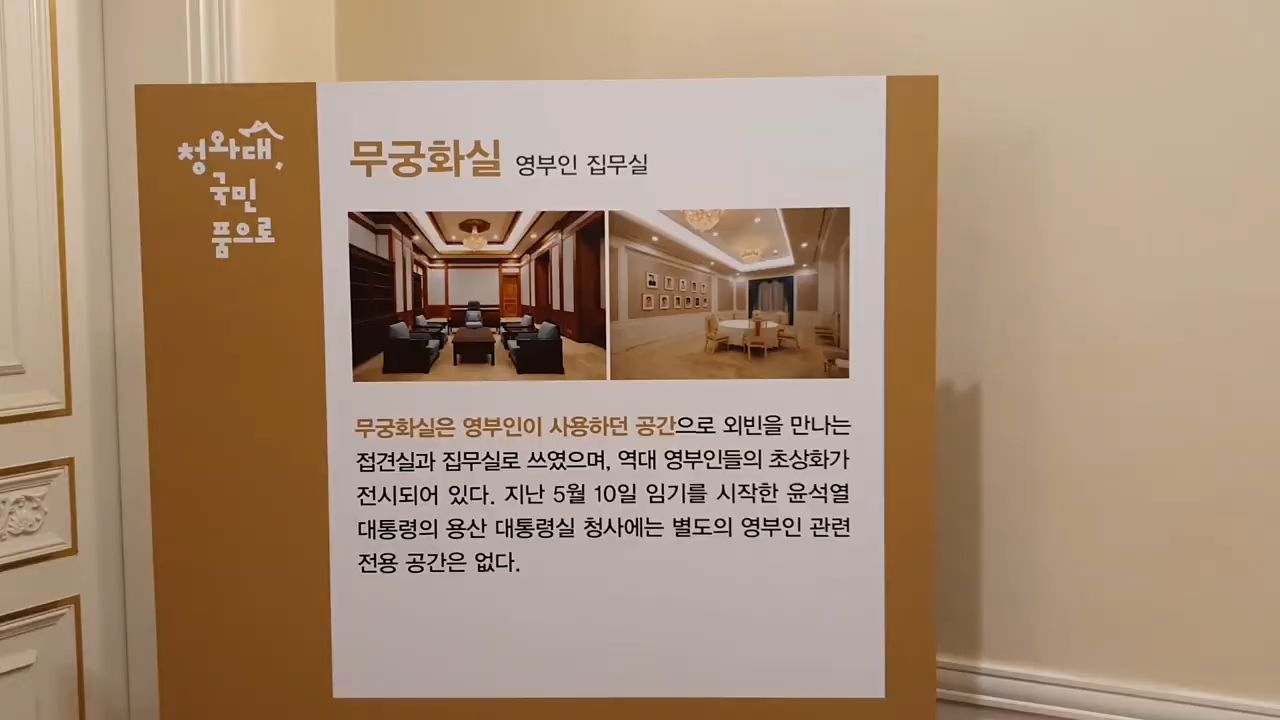 청와대,
국민
품으로
무궁화실 영부인 집무실
무궁화실은 영부인이 사용하던 공간으로 외빈을 만나는
접견실과 집무실로 쓰였으며, 역대 영부인들의 초상화가
전시되어 있다. 지난 5월 10일 임기를 시작한 윤석열
대통령의 용산 대통령실 청사에는 별도의 영부인 관련
전용 공간은 없다.